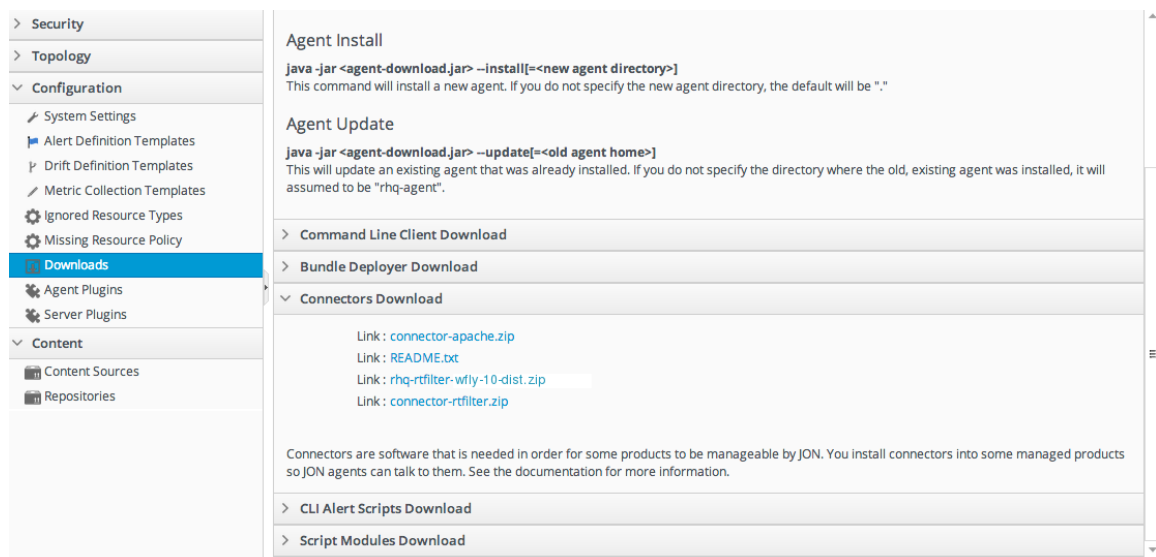 Security
Topology
Configuration
System Settings
Alert Definition Templates
Drift Definition Templates
Metric Collection Templates
Ignored Resource Types
Missing Resource Policy
Downloads
Agent Plugins
Server Plugins
Content
Content Sources
Repositories
Agent Install
java -jar <agent-download.jar> --install[=<new agent directory>]
This command will install a new agent. If you do not specify the new agent directory, the default will be "."
Agent Update
java -jar <agent-download.jar> --update[=<old agent home>]
This will update an existing agent that was already installed. If you do not specify the directory where the old, existing agent was installed, it will
assumed to be "rhq-agent".
Command Line Client Download
Bundle Deployer Download
Connectors Download
Link : connector-apache.zip
Link : README.txt
Link : rhq-rtfilter-wfly-10-dist.zip
Link : connector-rtfilter.zip
Connectors are software that is needed in order for some products to be manageable by JON. You install connectors into some managed products
so JON agents can talk to them. See the documentation for more information.
CLI Alert Scripts Download
Script Modules Download